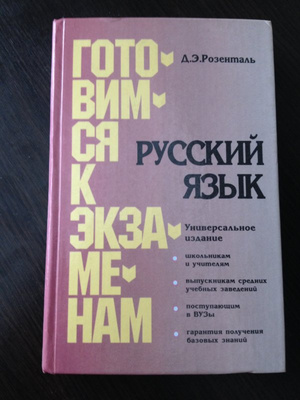 Д.Э.Розенталь
ГОТО-
ВИМ-
СЯ
К
ЭКЗА-
МЕ-
НАМ
РУССКИЙ
ЯЗЫК
Универсальное
издание
• школьникам
и учителям
• выпускникам средних
учебных заведений
• поступающим
в ВУЗы
• гарантия получения
базовых знаний